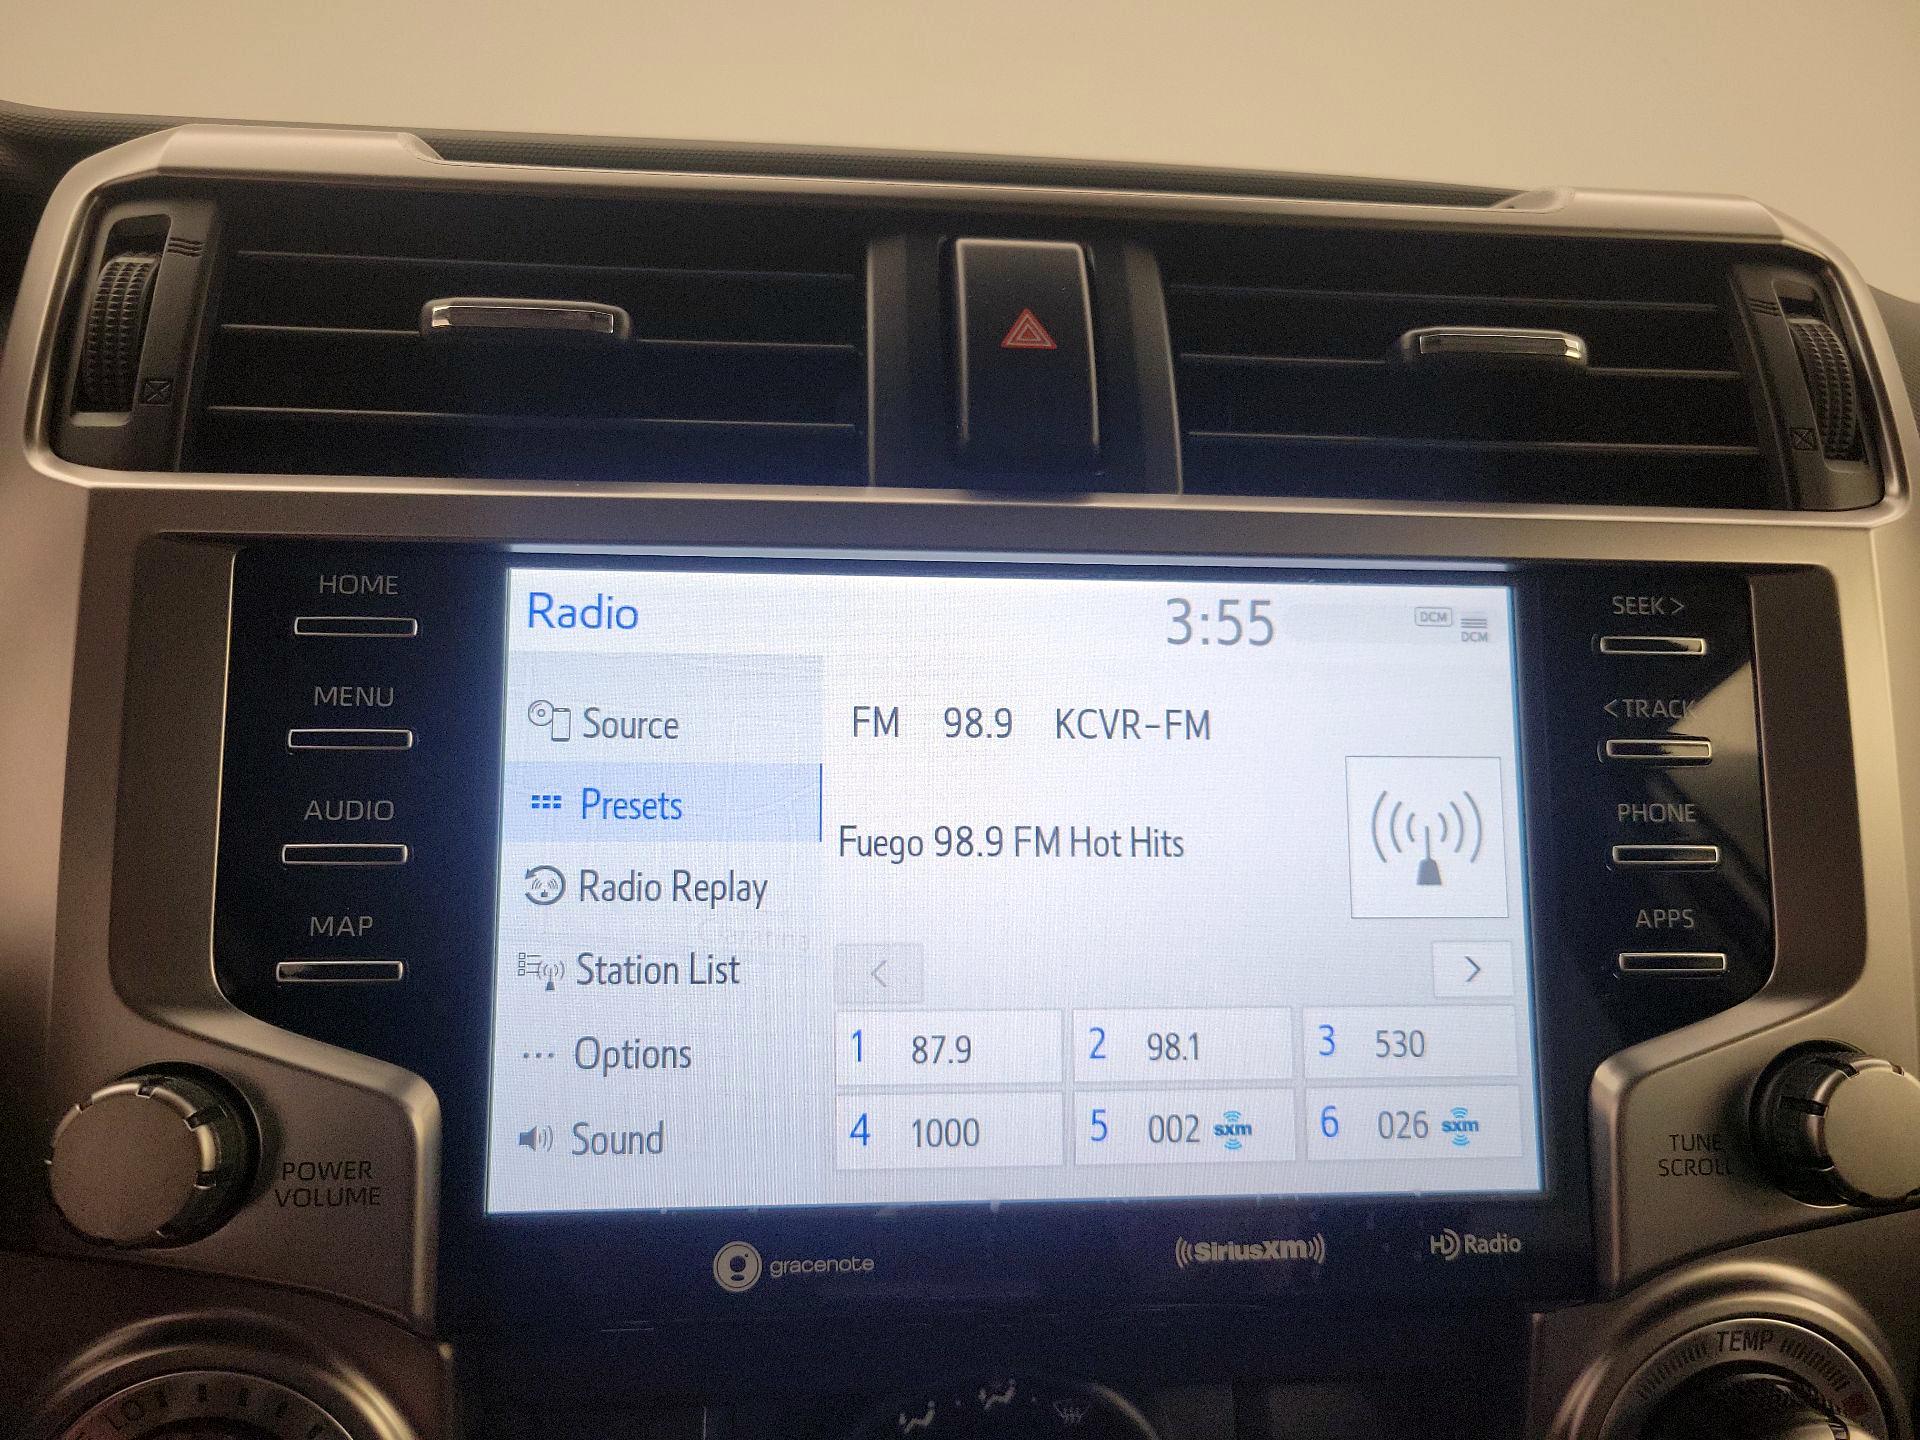 HOME
MENU
AUDIO
MAP
POWER
VOLUME
Radio
3:55
DCM
DCM
Source
Presets
Radio Replay
Station List
Options
Sound
FM 98.9 KCVR-FM
Fuego 98.9 FM Hot Hits
<
>
1 87.9
2 98.1
3 530
4 1000
5 002 sxm
6 026 sxm
SEEK >
< TRACK
PHONE
APPS
TUNE
SCROLL
g gracenote
((SiriusXM))
HD Radio
LO
TEMP